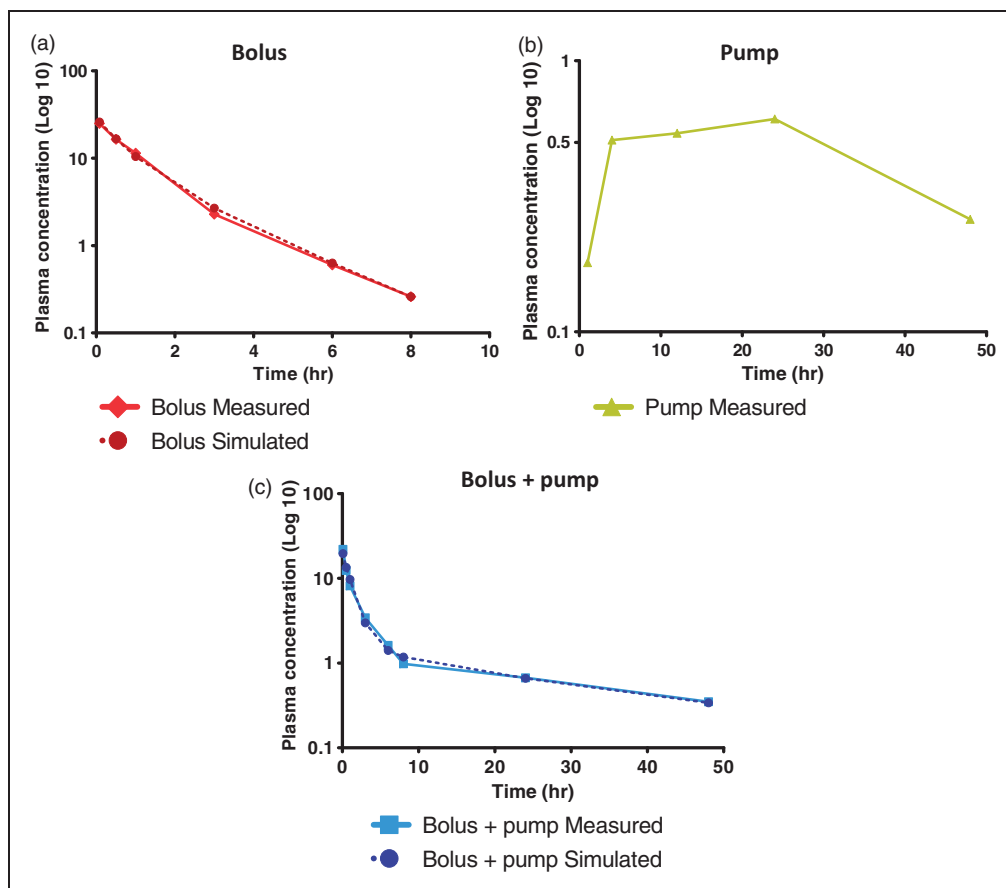 (a)
Bolus
Plasma concentration (Log 10)
100
10
1
0.1
0 2 4 6 8 10
Time (hr)
Bolus Measured
Bolus Simulated
(b)
Pump
Plasma concentration (Log 10)
1
0.5
0.1
0 10 20 30 40 50
Time (hr)
Pump Measured
(c)
Bolus + pump
Plasma concentration (Log 10)
100
10
1
0.1
0 10 20 30 40 50
Time (hr)
Bolus + pump Measured
Bolus + pump Simulated